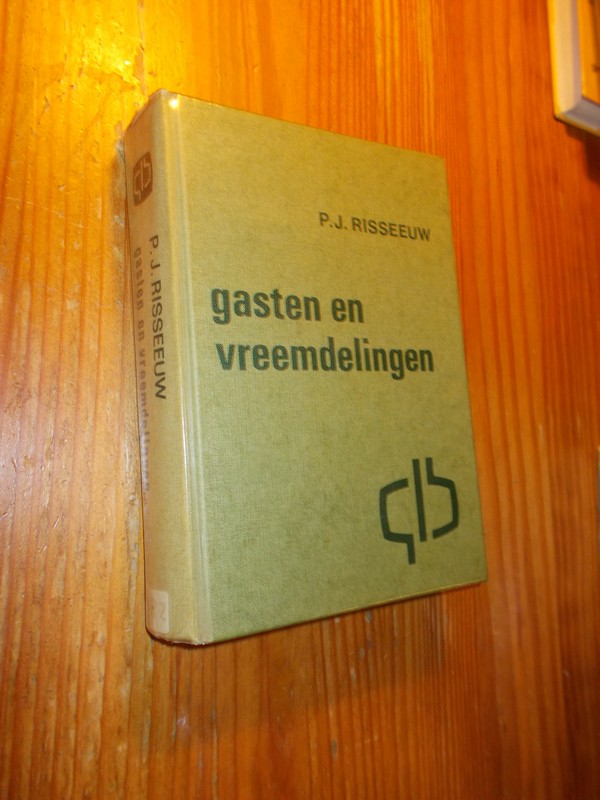 P.J. RISSEEUW
gasten en
vreemdelingen
P.J. RISSEEUW
gasten en vreemdelingen